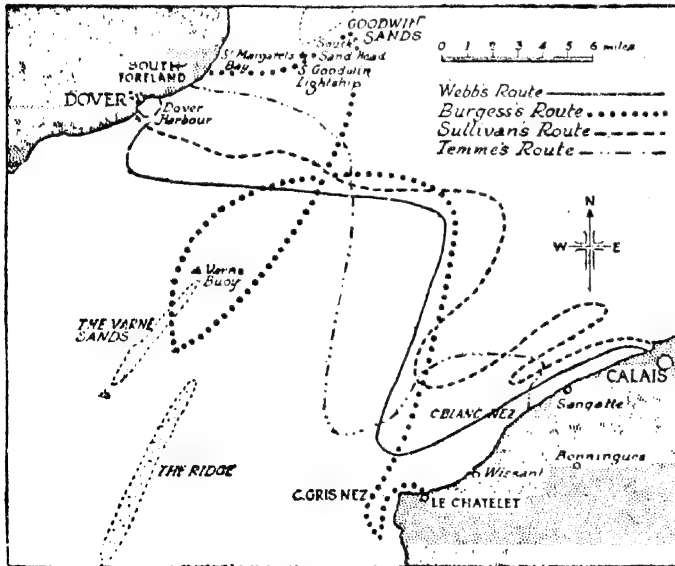 GOODWIN
SANDS
South
Sand Head
S. Goodwin
Lightship
St Margarets
Bay
SOUTH
FORELAND
DOVER
Dover
Harbour
0 1 2 3 4 5 6 miles
Webb's Route
Burgess's Route
Sullivan's Route
Temme's Route
N
W E
S
Varne
Buoy
THE VARNE
SANDS
THE RIDGE
CALAIS
C.BLANC NEZ
Sangatte
Bonningues
Wissant
C.GRIS NEZ
LE CHATELET